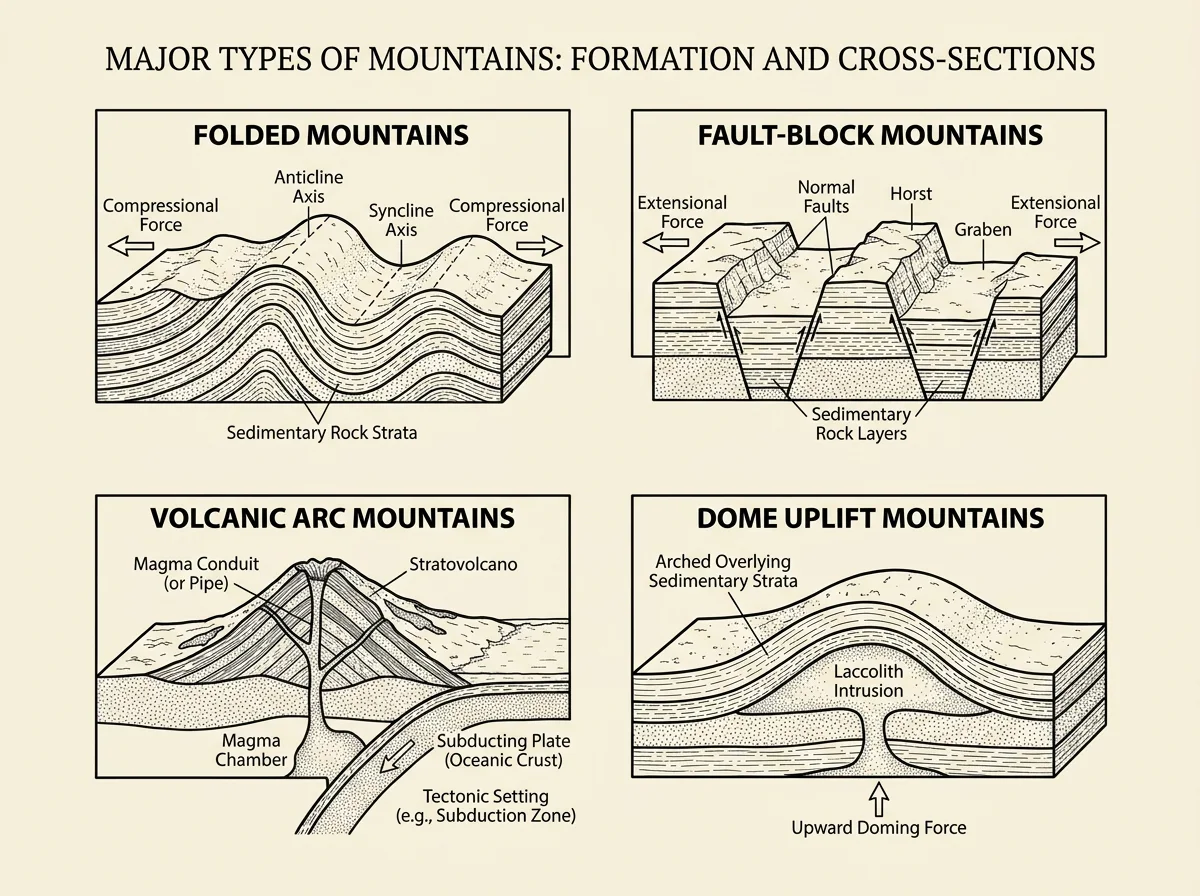 MAJOR TYPES OF MOUNTAINS: FORMATION AND CROSS-SECTIONS
FOLDED MOUNTAINS
Anticline
Axis
Compressional
Force
Syncline
Axis
Compressional
Force
Sedimentary Rock Strata
FAULT-BLOCK MOUNTAINS
Extensional
Force
Normal
Faults
Horst
Graben
Extensional
Force
Sedimentary
Rock Layers
VOLCANIC ARC MOUNTAINS
Magma Conduit
(or Pipe)
Stratovolcano
Magma
Chamber
Subducting Plate
(Oceanic Crust)
Tectonic Setting
(e.g., Subduction Zone)
DOME UPLIFT MOUNTAINS
Arched Overlying
Sedimentary Strata
Laccolith
Intrusion
Upward Doming Force